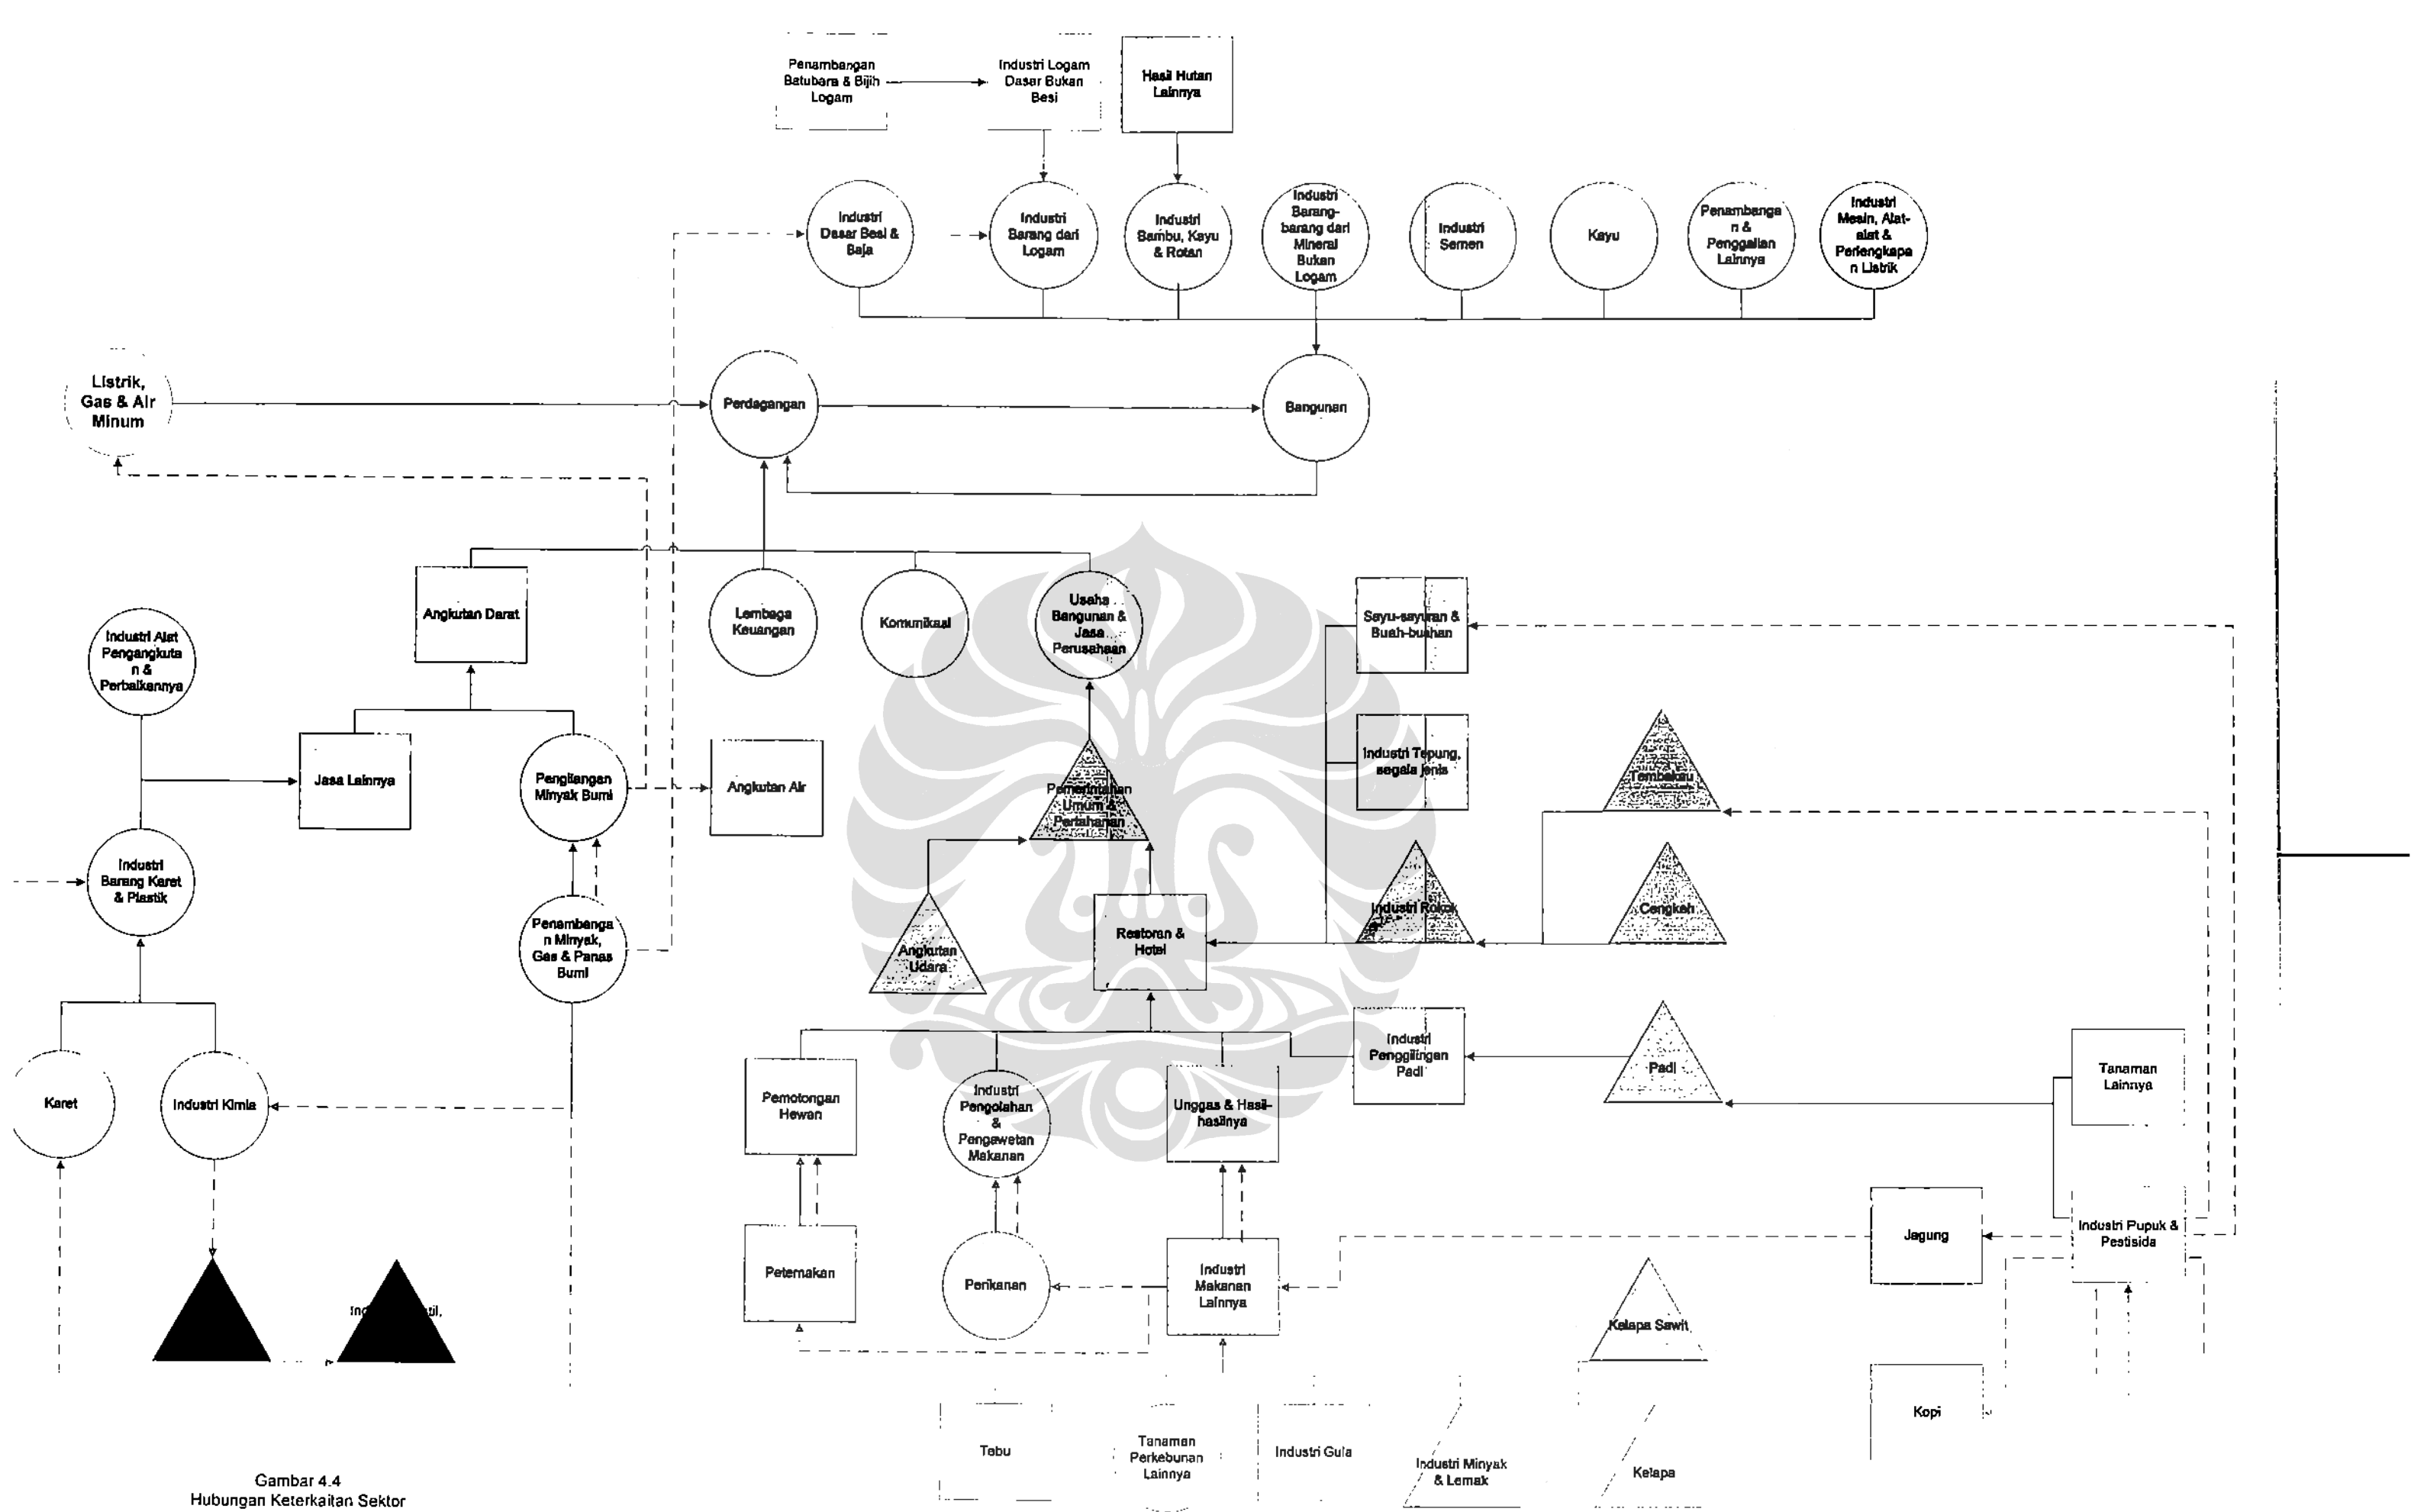 Penambangan
Batubara & Bijih
Logam
Industri Logam
Dasar Bukan
Besi
Hasil Hutan
Lainnya
Industri
Dasar Besi &
Baja
Industri
Barang dari
Logam
Industri
Bambu, Kayu
& Rotan
Industri
Barang-
barang dari
Mineral
Bukan
Logam
Industri
Semen
Kayu
Penambanga
n &
Penggalian
Lainnya
Industri
Mesin, Alat-
alat &
Perlengkapa
n Listrik
Listrik,
Gas & Air
Minum
Perdagangan
Bangunan
Angkutan Darat
Lembaga
Keuangan
Komunikasi
Usaha
Bangunan &
Jasa
Perusahaan
Sayu-sayuran &
Buah-buahan
Industri Alat
Pengangkuta
n &
Perbaikannya
Jasa Lainnya
Pengilangan
Minyak Bumi
Angkutan Air
Pemerintahan
Umum &
Pertahanan
Industri Tepung,
segala jenis
Tembakau
Industri
Barang Karet
& Plastik
Penambanga
n Minyak,
Gas & Panas
Bumi
Angkutan
Udara
Restoran &
Hotel
Industri Rokok
Cengkeh
Karet
Industri Kimia
Pemotongan
Hewan
Industri
Pengolahan
&
Pengawetan
Makanan
Unggas & Hasil-
hasilnya
Industri
Penggilingan
Padi
Padi
Tanaman
Lainnya
Peternakan
Perikanan
Industri
Makanan
Lainnya
Jagung
Industri Pupuk &
Pestisida
Kelapa Sawit
Kopi
Tebu
Tanaman
Perkebunan
Lainnya
Industri Gula
Industri Minyak
& Lemak
Kelapa
Gambar 4.4
Hubungan Keterkaitan Sektor